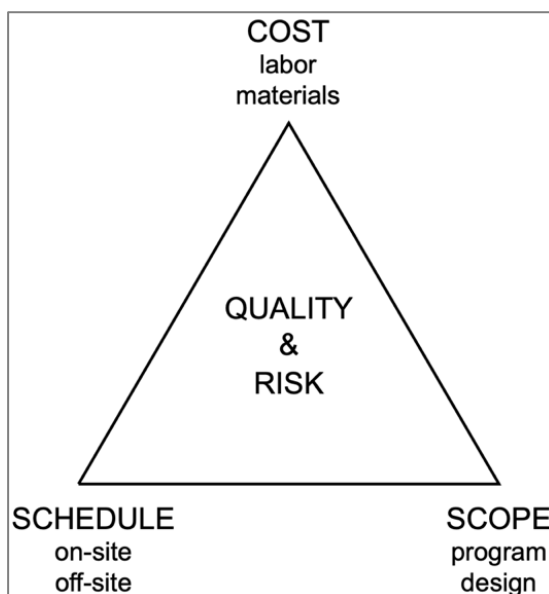 COST
labor
materials
QUALITY
&
RISK
SCHEDULE
on-site
off-site
SCOPE
program
design